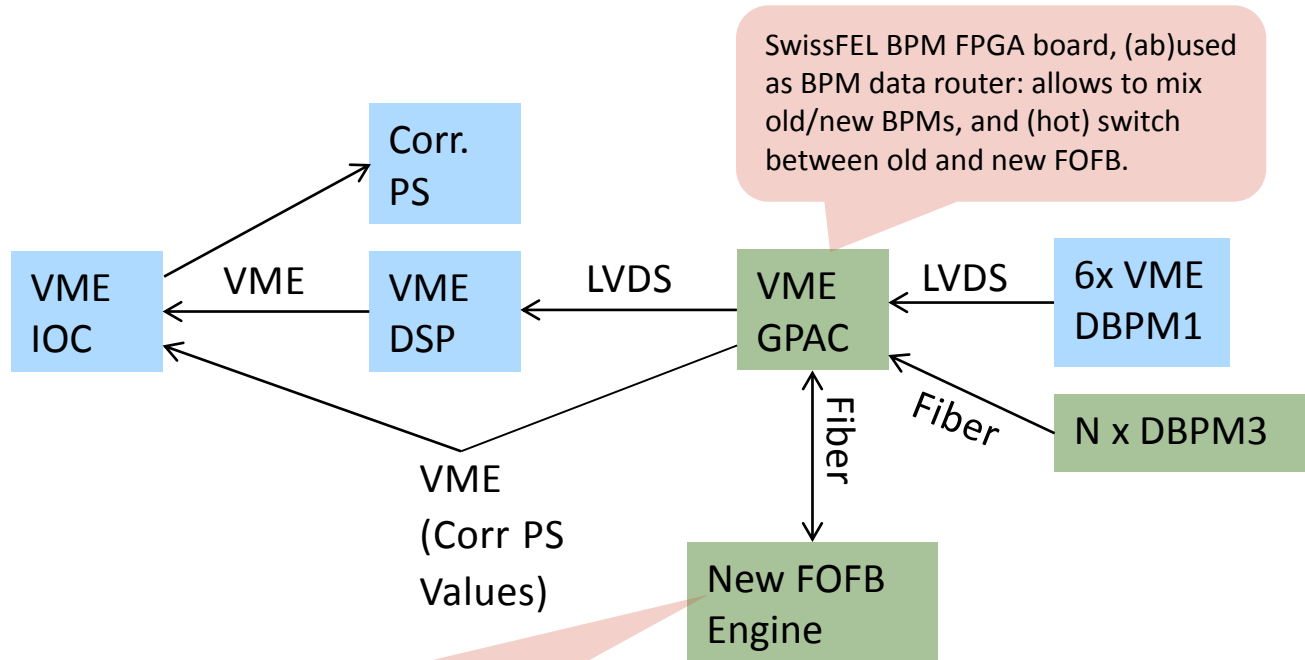 SwissFEL BPM FPGA board, (ab)used
as BPM data router: allows to mix
old/new BPMs, and (hot) switch
between old and new FOFB.
Corr.
PS
VME
IOC
VME
VME
DSP
LVDS
VME
GPAC
LVDS
6x VME
DBPM1
Fiber
Fiber
N x DBPM3
VME
(Corr PS
Values)
New FOFB
Engine